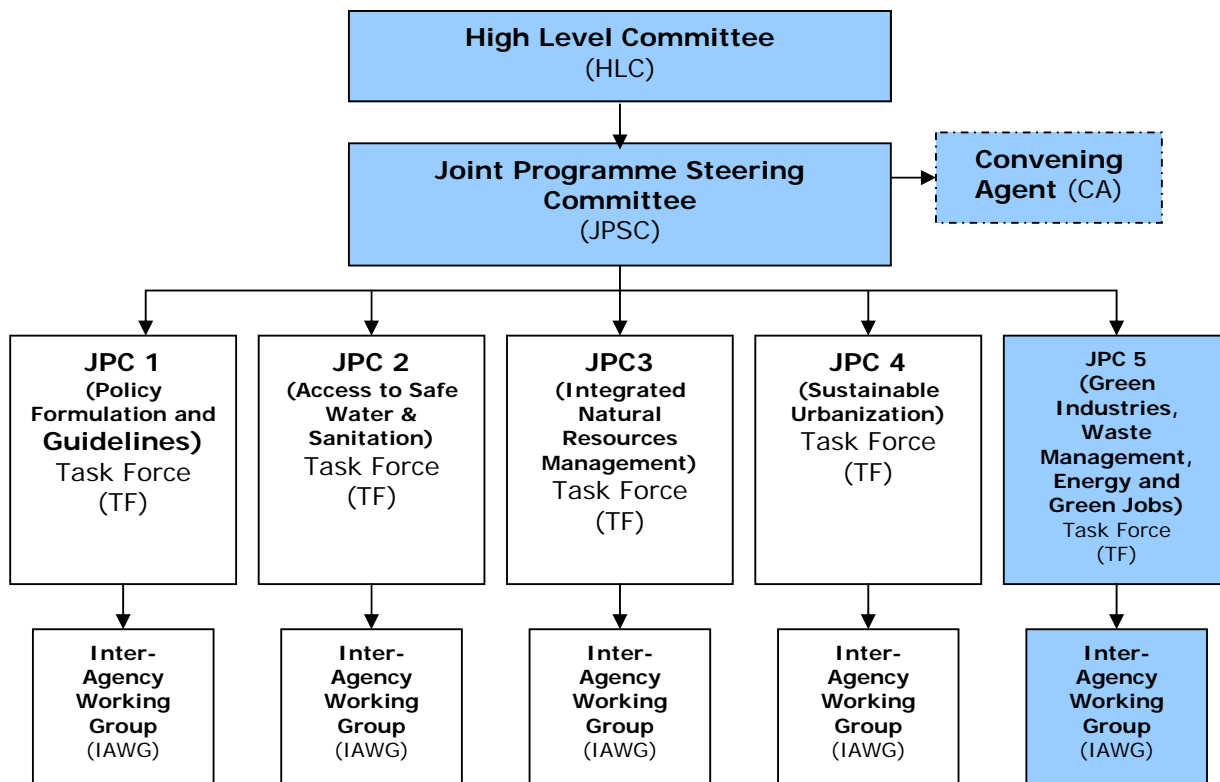 High Level Committee
(HLC)
Joint Programme Steering
Committee
(JPSC)
Convening
Agent (CA)
JPC 1
(Policy
Formulation and
Guidelines)
Task Force
(TF)
JPC 2
(Access to Safe
Water &
Sanitation)
Task Force
(TF)
JPC3
(Integrated
Natural
Resources
Management)
Task Force
(TF)
JPC 4
(Sustainable
Urbanization)
Task Force
(TF)
JPC 5
(Green
Industries,
Waste
Management,
Energy and
Green Jobs)
Task Force
(TF)
Inter-
Agency
Working
Group
(IAWG)
Inter-
Agency
Working
Group
(IAWG)
Inter-
Agency
Working
Group
(IAWG)
Inter-
Agency
Working
Group
(IAWG)
Inter-
Agency
Working
Group
(IAWG)